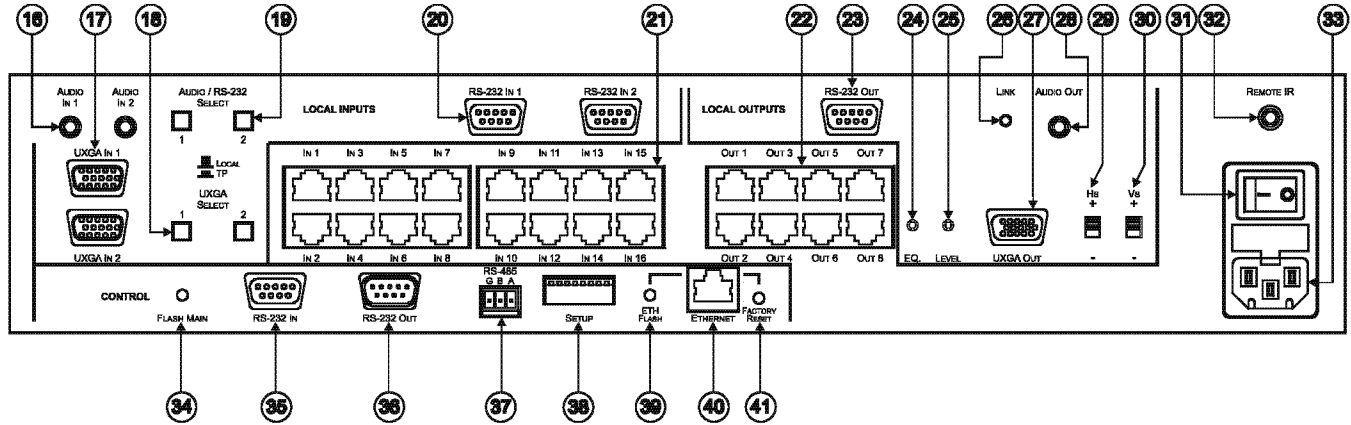 16 17 18 19 20 21 22 23 24 25 26 27 28 29 30 31 32 33
AUDIO IN 1
AUDIO IN 2
AUDIO / RS-232 SELECT
1 2
LOCAL INPUTS
RS-232 IN 1
RS-232 IN 2
LOCAL OUTPUTS
RS-232 OUT
LINK
AUDIO OUT
REMOTE IR
UXGA IN 1
LOCAL
TP
UXGA SELECT
1 2
UXGA IN 2
IN 1 IN 3 IN 5 IN 7
IN 9 IN 11 IN 13 IN 15
OUT 1 OUT 3 OUT 5 OUT 7
IN 2 IN 4 IN 6 IN 8
IN 10 IN 12 IN 14 IN 16
OUT 2 OUT 4 OUT 6 OUT 8
EQ. LEVEL
UXGA OUT
Hs
+
-
Vs
+
-
CONTROL
FLASH MAIN
RS-232 IN
RS-232 OUT
RS-485
G B A
SETUP
ETH FLASH
ETHERNET
FACTORY RESET
34 35 36 37 38 39 40 41